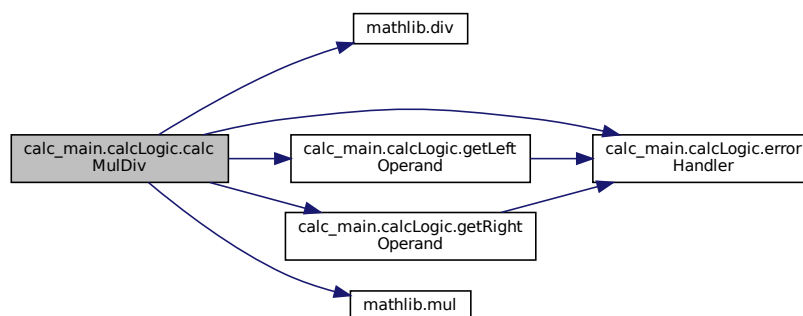 mathlib.div
calc_main.calcLogic.calc
MulDiv
calc_main.calcLogic.getLeft
Operand
calc_main.calcLogic.error
Handler
calc_main.calcLogic.getRight
Operand
mathlib.mul